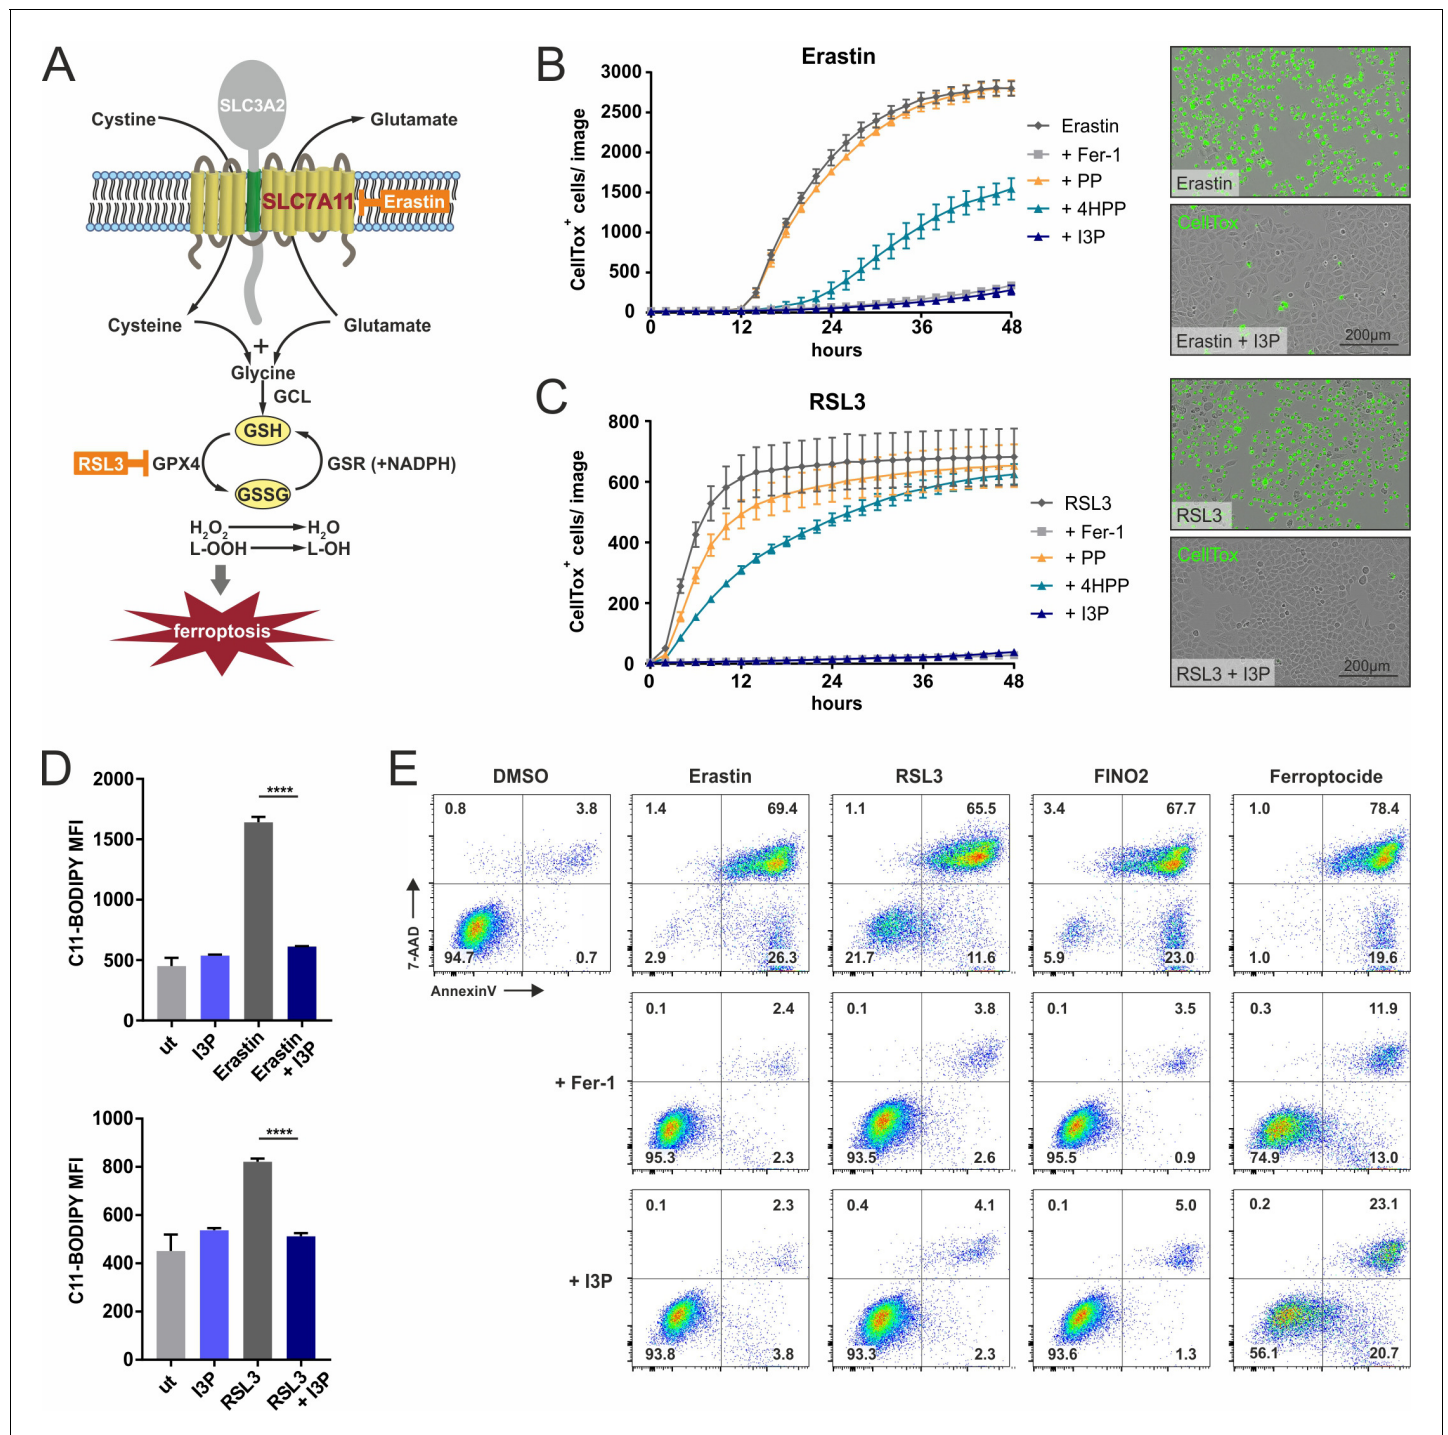 A
SLC3A2
Cystine
Glutamate
SLC7A11
Erastin
Cysteine
Glutamate
+
Glycine
GCL
GSH
RSL3
GPX4
GSR (+NADPH)
GSSG
H2O2
H2O
L-OOH
L-OH
ferroptosis
B
Erastin
CellTox+ cells/ image
3000
2500
2000
1500
1000
500
0
0 12 24 36 48
hours
Erastin
+ Fer-1
+ PP
+ 4HPP
+ I3P
Erastin
CellTox
Erastin + I3P
200µm
C
RSL3
CellTox+ cells/ image
800
600
400
200
0
0 12 24 36 48
hours
RSL3
+ Fer-1
+ PP
+ 4HPP
+ I3P
RSL3
CellTox
RSL3 + I3P
200µm
D
C11-BODIPY MFI
2000
1500
1000
500
0
****
ut
I3P
Erastin
Erastin
+ I3P
C11-BODIPY MFI
1000
800
600
400
200
0
****
ut
I3P
RSL3
RSL3
+ I3P
E
DMSO
Erastin
RSL3
FINO2
Ferroptocide
0.8 3.8
1.4 69.4
1.1 65.5
3.4 67.7
1.0 78.4
7-AAD
94.7 0.7
2.9 26.3
21.7 11.6
5.9 23.0
1.0 19.6
AnnexinV
+ Fer-1
0.1 2.4
0.1 3.8
0.1 3.5
0.3 11.9
95.3 2.3
93.5 2.6
95.5 0.9
74.9 13.0
+ I3P
0.1 2.3
0.4 4.1
0.1 5.0
0.2 23.1
93.8 3.8
93.3 2.3
93.6 1.3
56.1 20.7